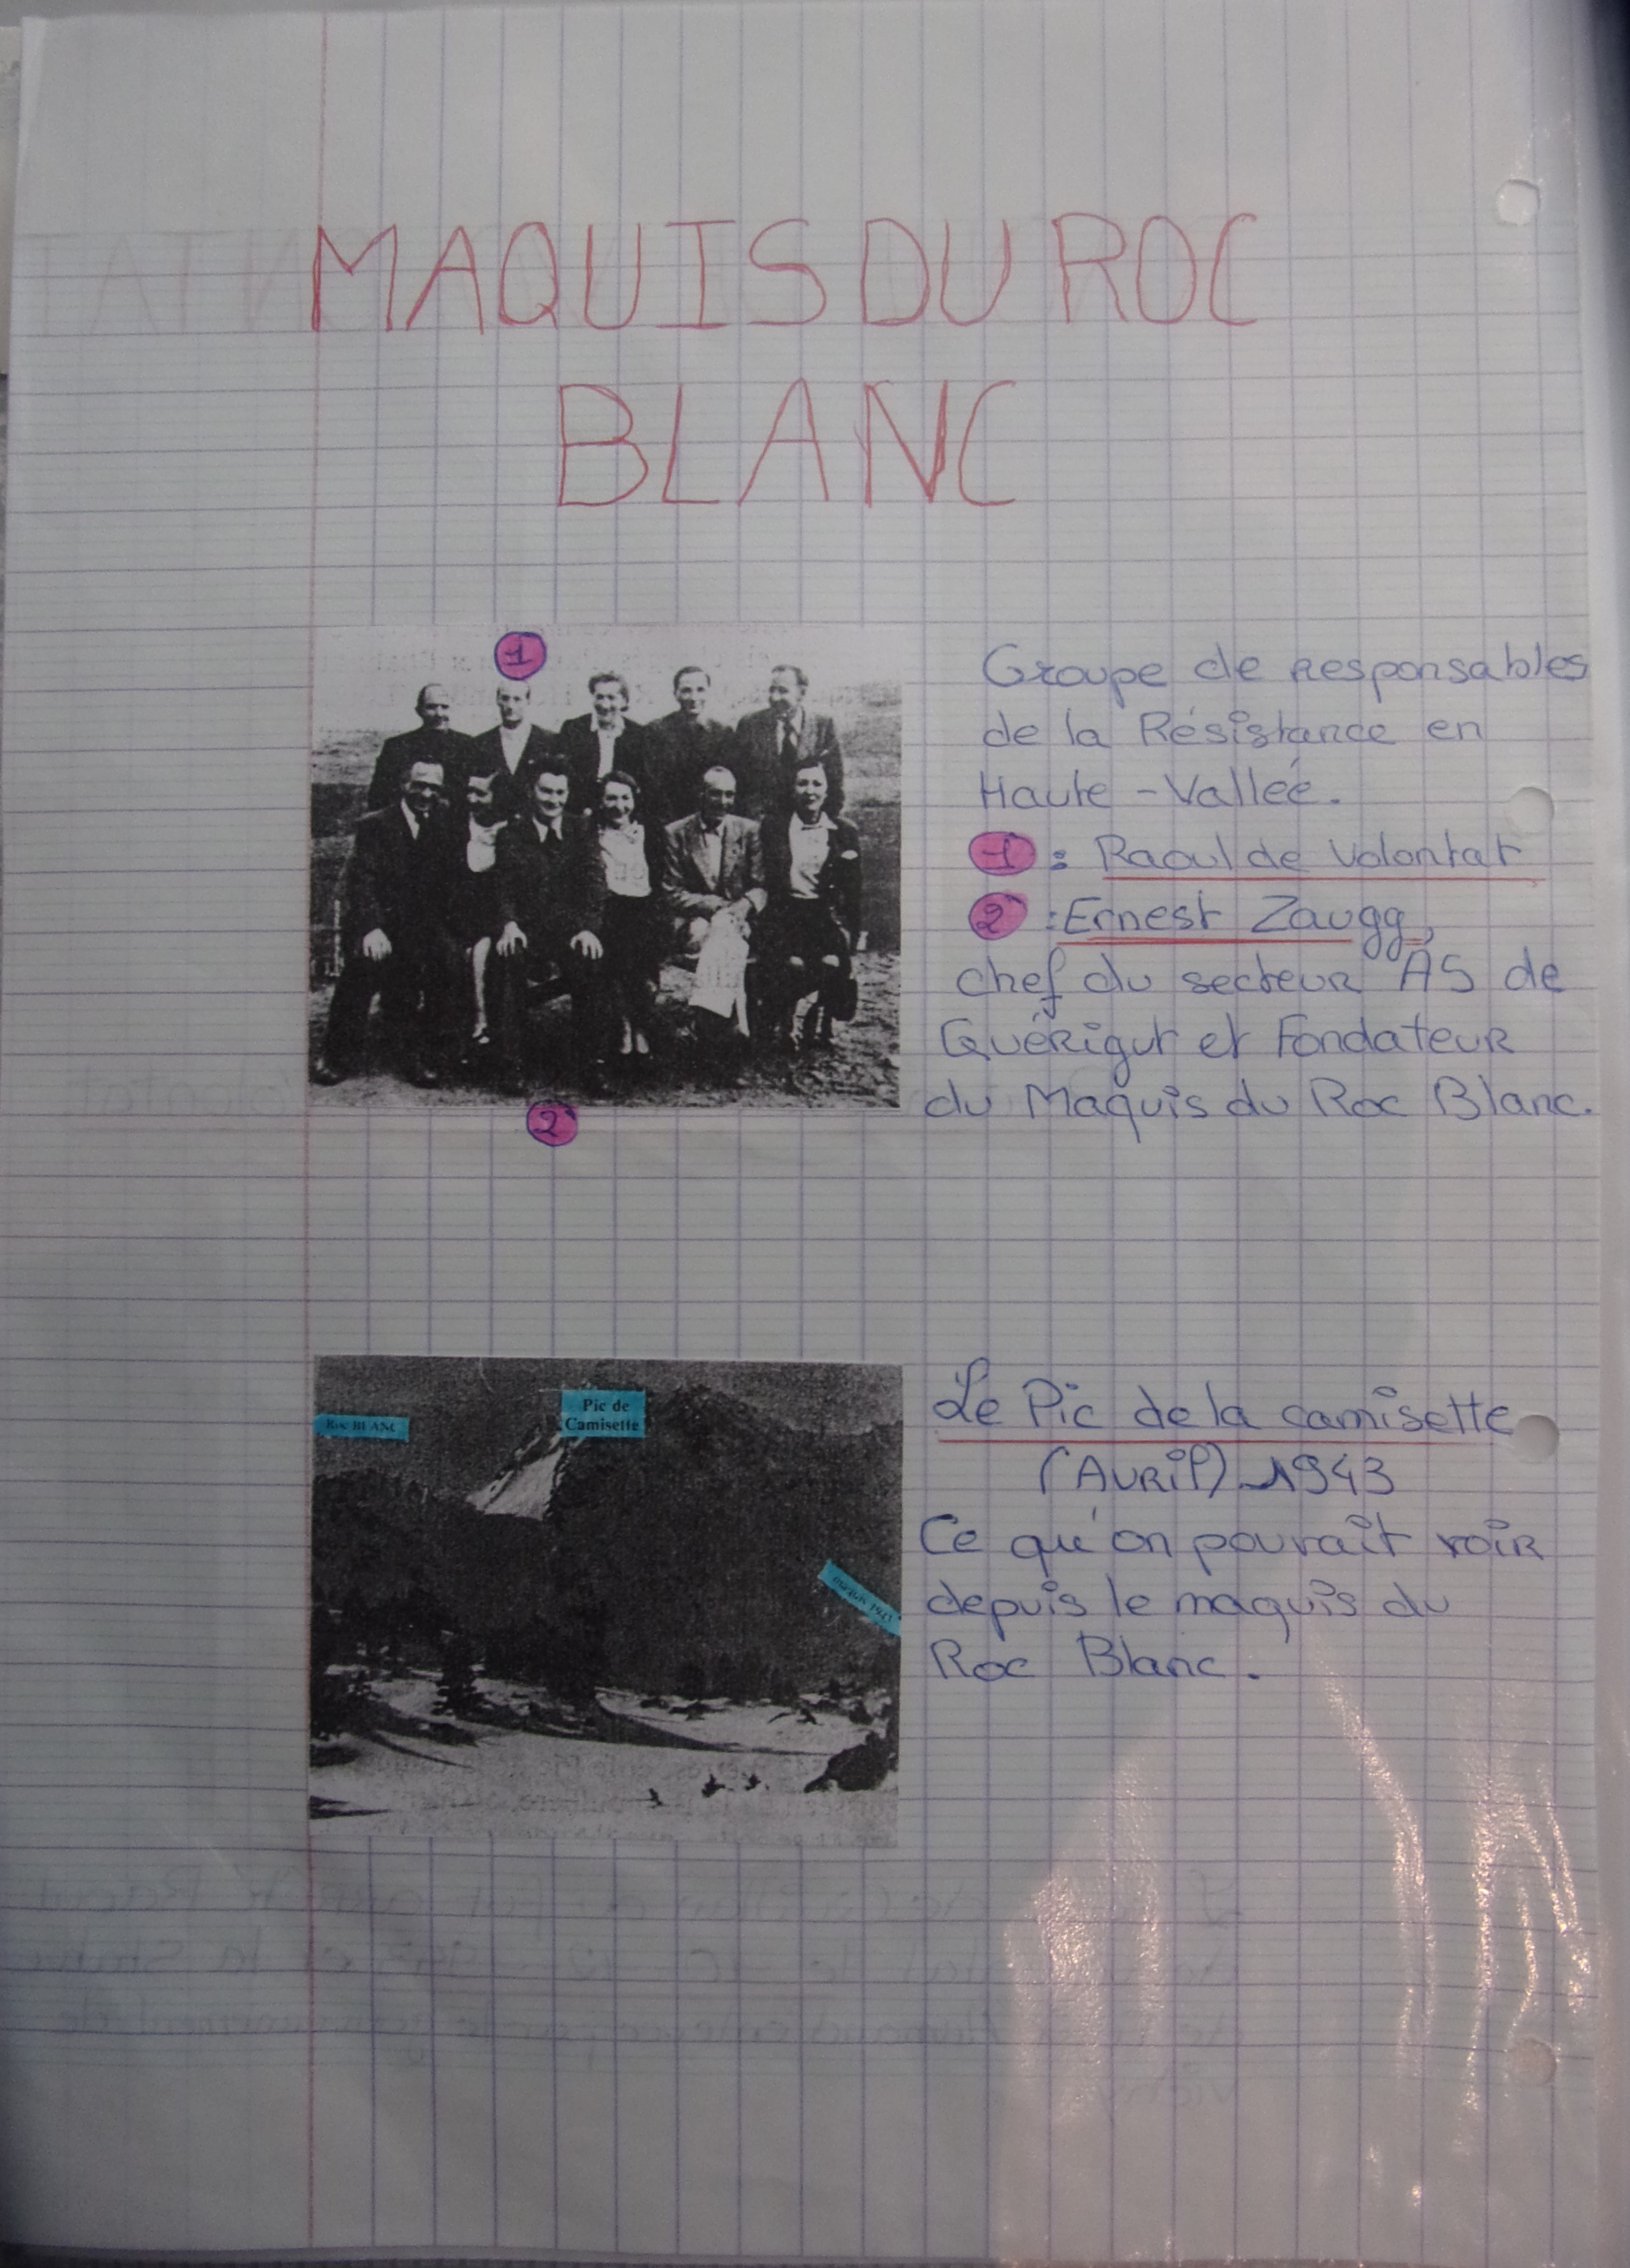 MAQUIS DU ROC
BLANC
1
Groupe de responsables
de la Résistance en
Haute-Vallée.
1 : Raoul de Volontat
2 : Ernest Zaugg,
chef du secteur AS de
Quérigut et Fondateur
du Maquis du Roc Blanc.
2
Roc BLANC
Pic de
Camisette
maquis 1943
Le Pic de la camisette
(AVRIL) 1943
Ce qu'on pouvait voir
depuis le maquis du
Roc Blanc.